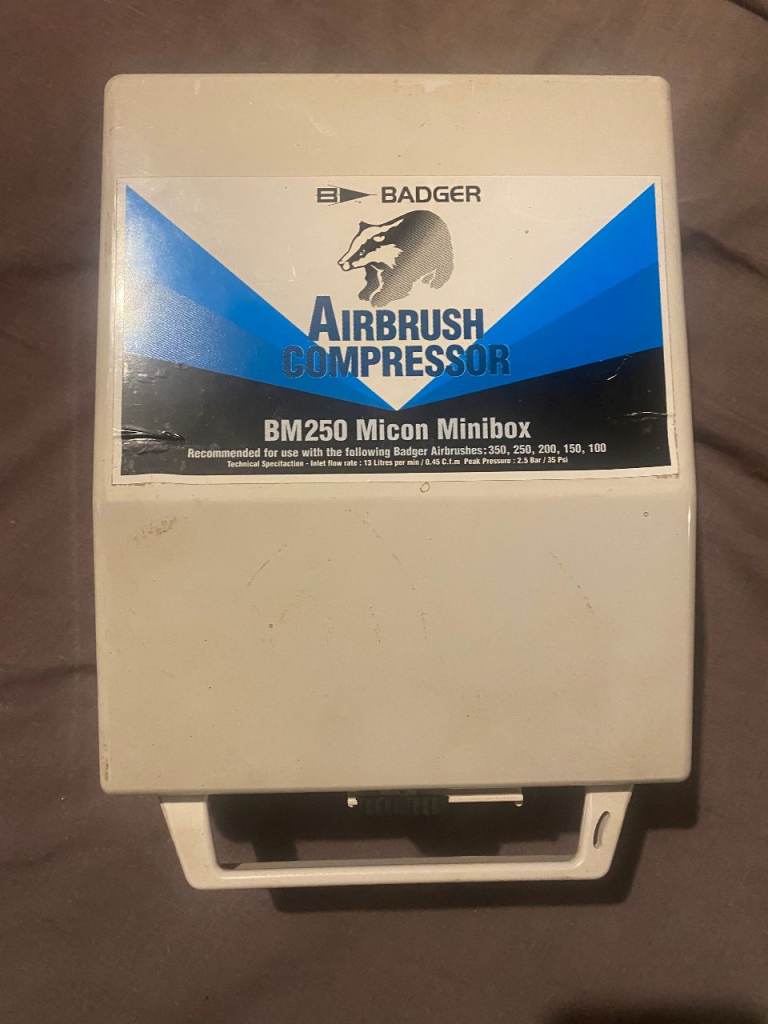 BADGER
AIRBRUSH
COMPRESSOR
BM250 Micon Minibox
Recommended for use with the following Badger Airbrushes: 350, 250, 200, 150, 100
Technical Specifaction - Inlet flow rate : 13 Litres per min / 0.45 C.f.m Peak Pressure : 2.5 Bar / 35 Psi